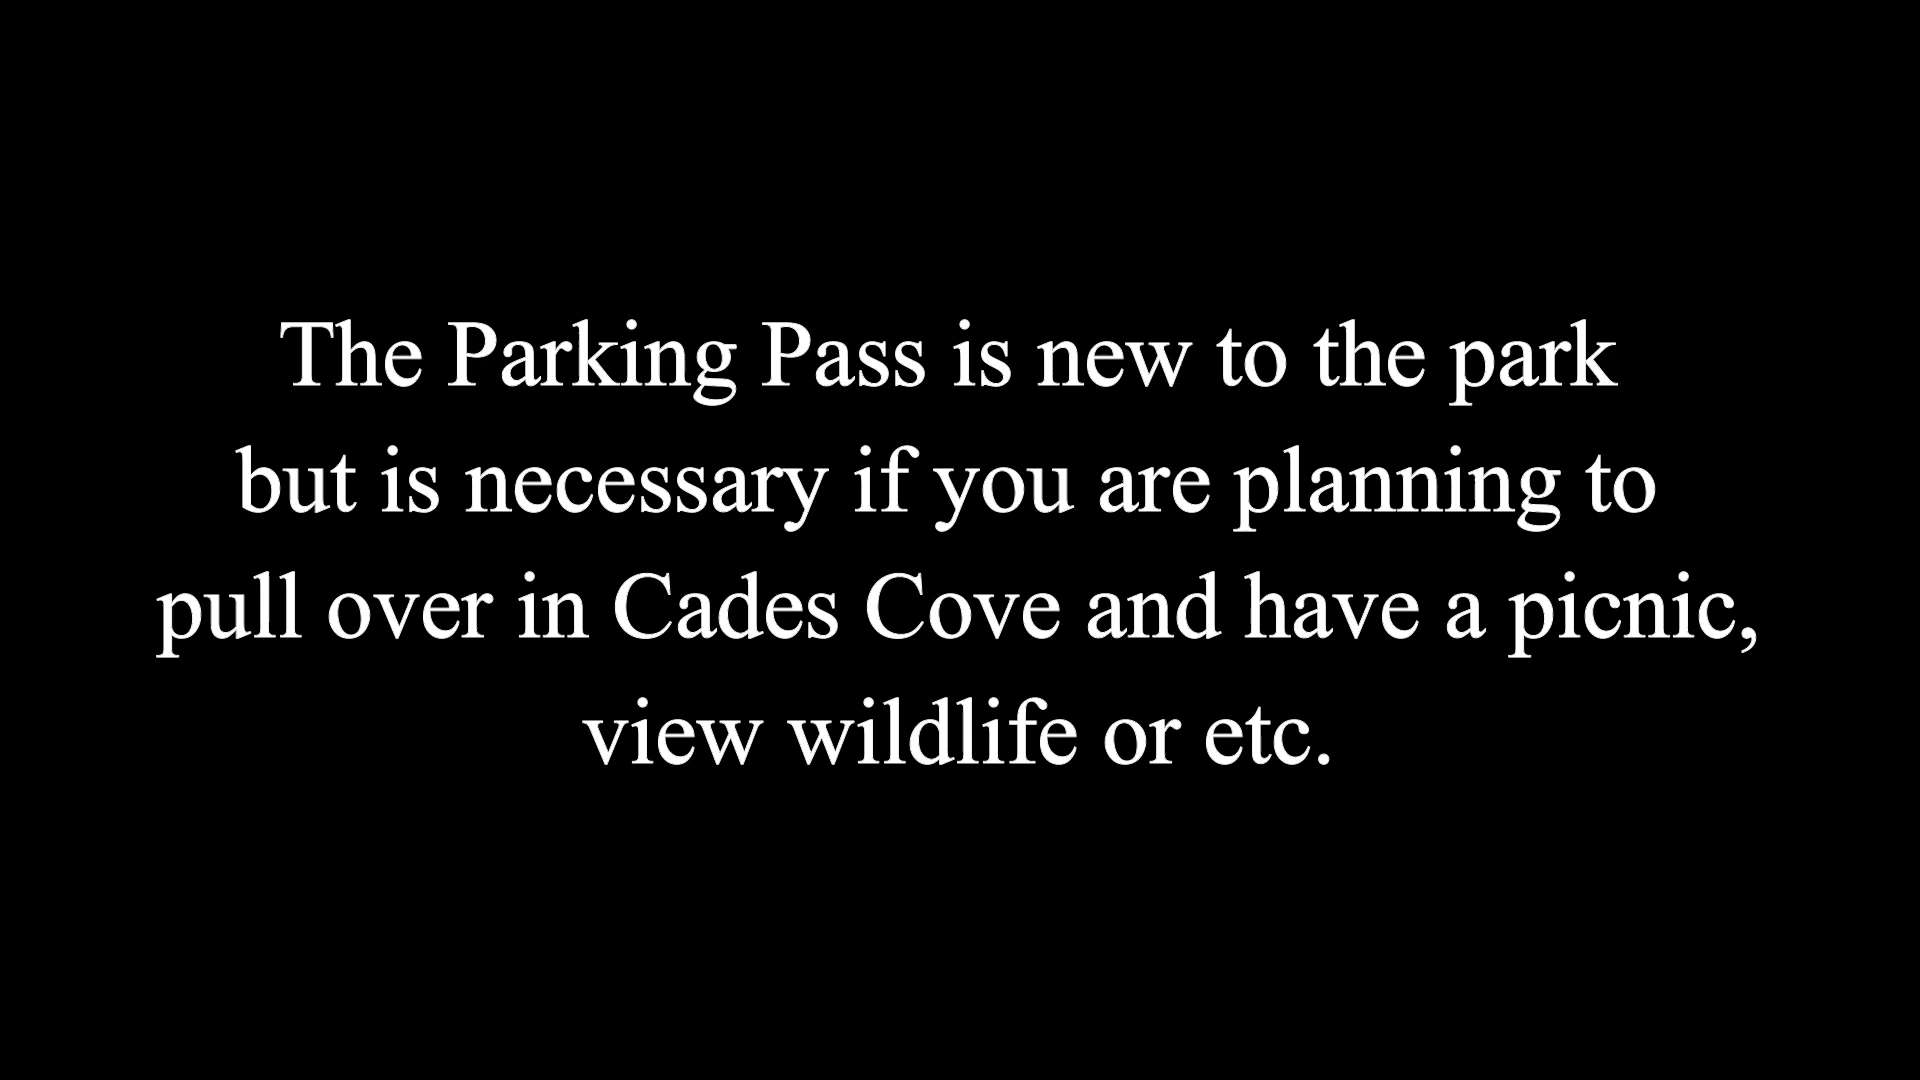 The Parking Pass is new to the park
but is necessary if you are planning to
pull over in Cades Cove and have a picnic,
view wildlife or etc.